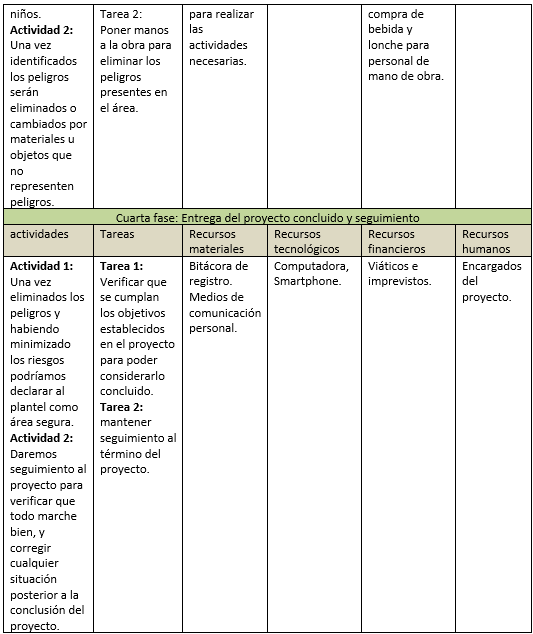 niños.
Actividad 2:
Una vez
identificados
los peligros
serán
eliminados o
cambiados por
materiales u
objetos que
no
representen
peligros.
Tarea 2:
Poner manos
a la obra para
eliminar los
peligros
presentes en
el área.
para realizar
las
actividades
necesarias.
compra de
bebida y
lonche para
personal de
mano de obra.
Cuarta fase: Entrega del proyecto concluido y seguimiento
actividades
Tareas
Recursos
materiales
Recursos
tecnológicos
Recursos
financieros
Recursos
humanos
Actividad 1:
Una vez
eliminados los
peligros y
habiendo
minimizado
los riesgos
podríamos
declarar al
plantel como
área segura.
Actividad 2:
Daremos
seguimiento al
proyecto para
verificar que
todo marche
bien, y
corregir
cualquier
situación
posterior a la
conclusión del
proyecto.
Tarea 1:
Verificar que
se cumplan
los objetivos
establecidos
en el proyecto
para poder
considerarlo
concluido.
Tarea 2:
mantener
seguimiento al
término del
proyecto.
Bitácora de
registro.
Medios de
comunicación
personal.
Computadora,
Smartphone.
Viáticos e
imprevistos.
Encargados
del
proyecto.